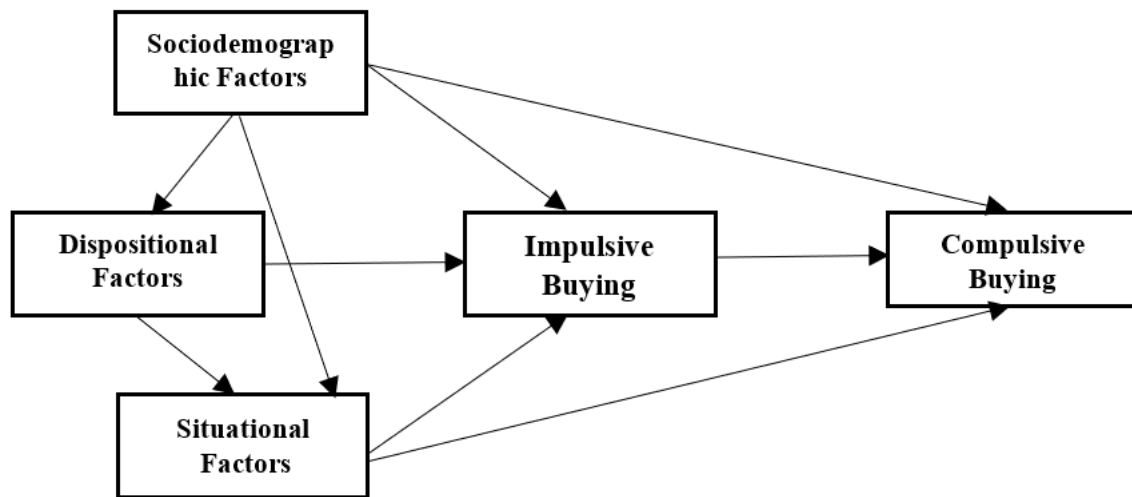 Sociodemograp
hic Factors
Dispositional
Factors
Impulsive
Buying
Compulsive
Buying
Situational
Factors